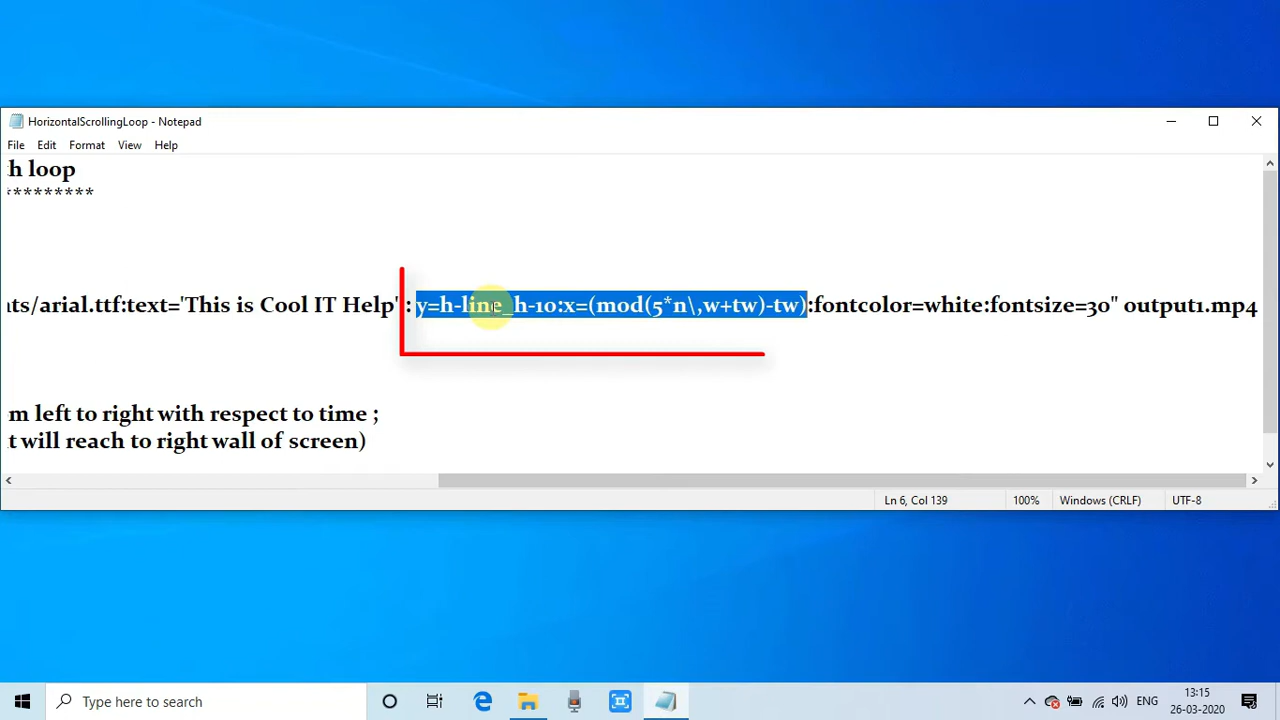 HorizontalScrollingLoop - Notepad
File Edit Format View Help
h loop
*********
ts/arial.ttf:text='This is Cool IT Help': y=h-line_h-10:x=(mod(5*n\,w+tw)-tw):fontcolor=white:fontsize=30" output1.mp4
m left to right with respect to time ;
t will reach to right wall of screen)
Ln 6, Col 139
100%
Windows (CRLF)
UTF-8
Type here to search
ENG
13:15
26-03-2020